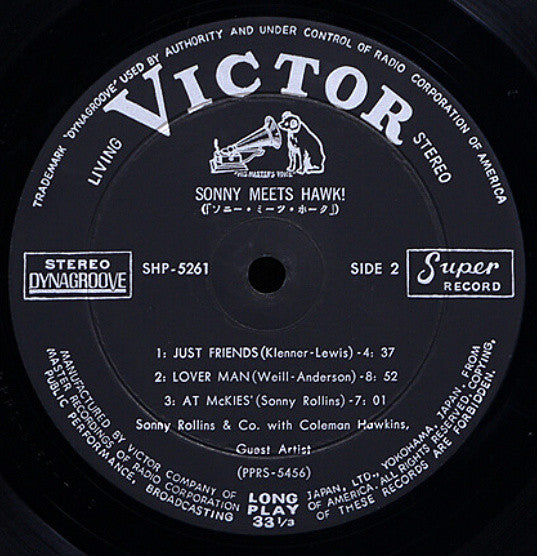 TRADEMARK "DYNAGROOVE" USED BY AUTHORITY AND UNDER CONTROL OF RADIO CORPORATION OF AMERICA
VICTOR
LIVING
STEREO
"HIS MASTER'S VOICE"
SONNY MEETS HAWK!
(『ソニー・ミーツ・ホーク』)
STEREO
DYNAGROOVE
SHP-5261
SIDE 2
Super
RECORD
1: JUST FRIENDS (Klenner-Lewis) -4: 37
2: LOVER MAN (Weill-Anderson) -8: 52
3: AT McKIES' (Sonny Rollins) -7: 01
Sonny Rollins & Co. with Coleman Hawkins,
Guest Artist
(PPRS-5456)
MANUFACTURED BY VICTOR COMPANY OF JAPAN, LTD., YOKOHAMA, JAPAN, FROM
MASTER RECORDINGS OF RADIO CORPORATION OF AMERICA. ALL RIGHTS RESERVED, COPYING,
PUBLIC PERFORMANCE, BROADCASTING OF THESE RECORDS ARE FORBIDDEN.
LONG
PLAY
33 1/3